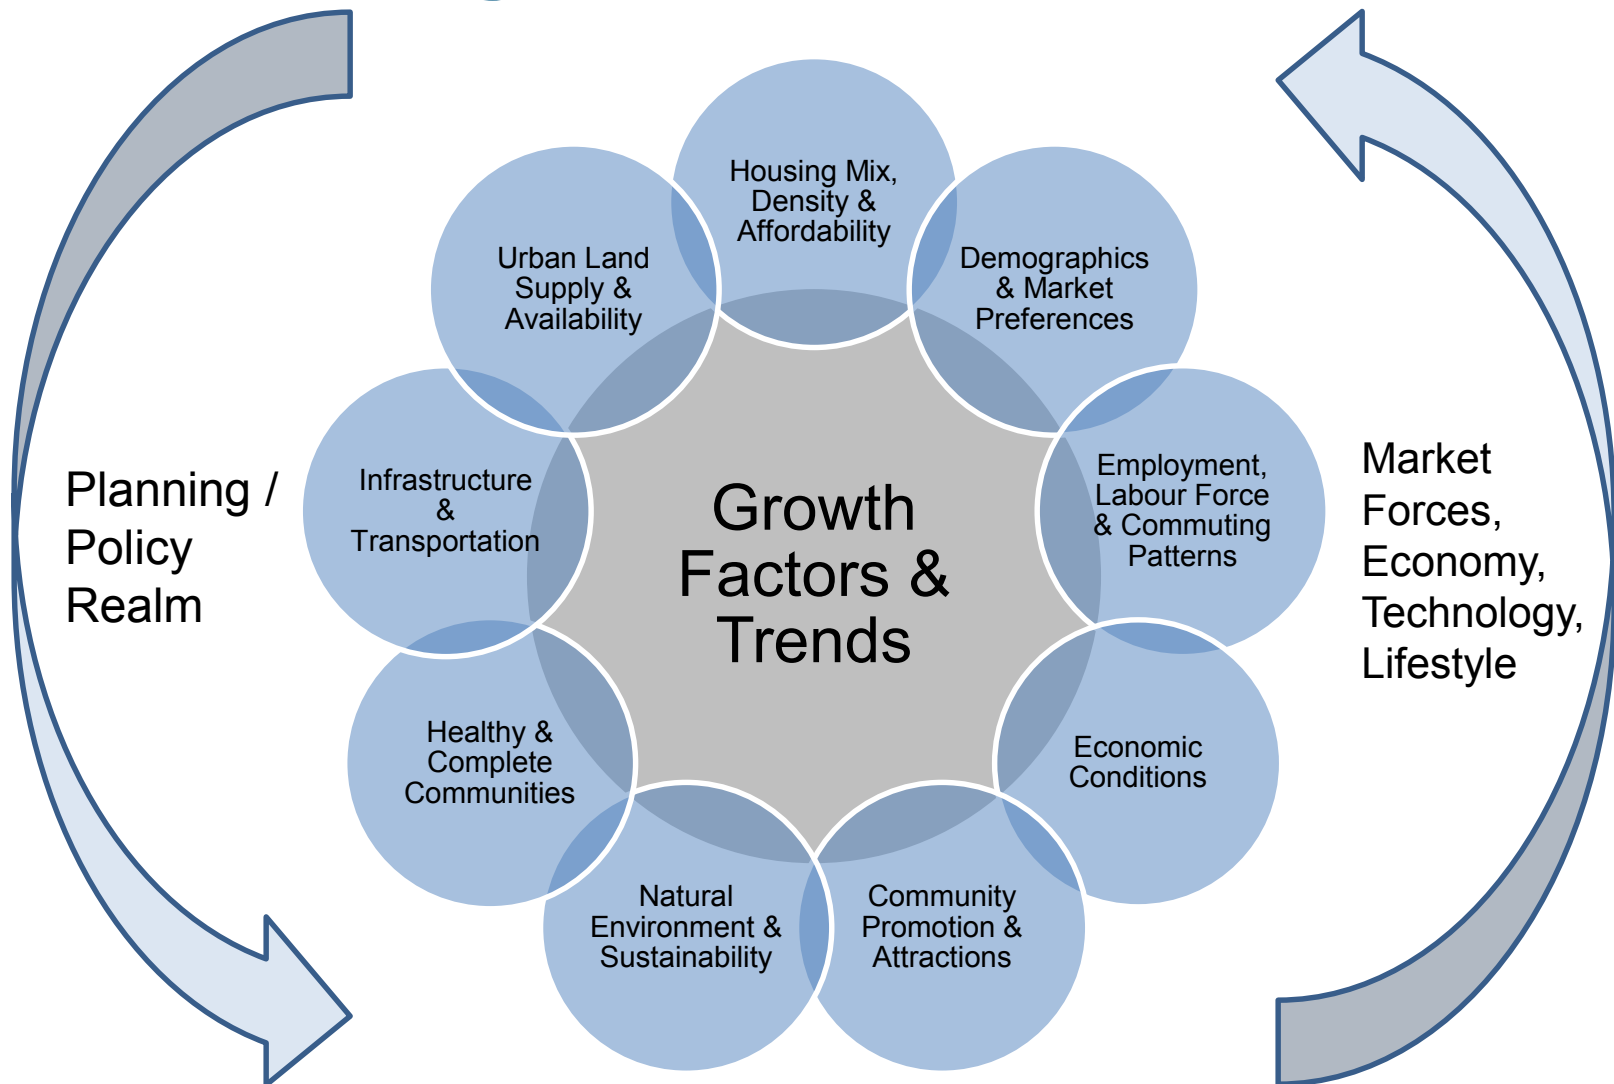 Housing Mix,
Density &
Affordability
Demographics
& Market
Preferences
Employment,
Labour Force
& Commuting
Patterns
Economic
Conditions
Community
Promotion &
Attractions
Natural
Environment &
Sustainability
Healthy &
Complete
Communities
Infrastructure
&
Transportation
Urban Land
Supply &
Availability
Growth
Factors &
Trends
Planning /
Policy
Realm
Market
Forces,
Economy,
Technology,
Lifestyle